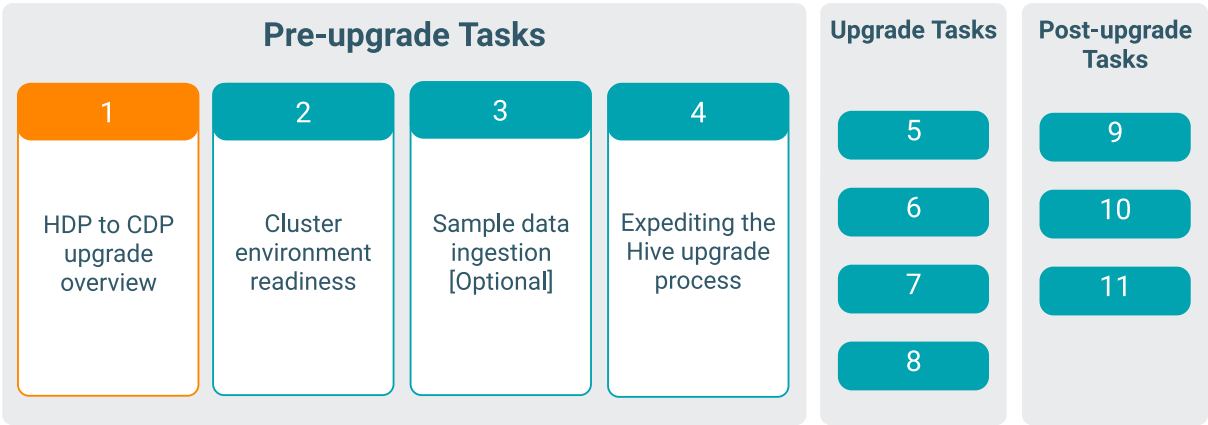 Pre-upgrade Tasks
1
HDP to CDP
upgrade
overview
2
Cluster
environment
readiness
3
Sample data
ingestion
[Optional]
4
Expediting the
Hive upgrade
process
Upgrade Tasks
5
6
7
8
Post-upgrade
Tasks
9
10
11